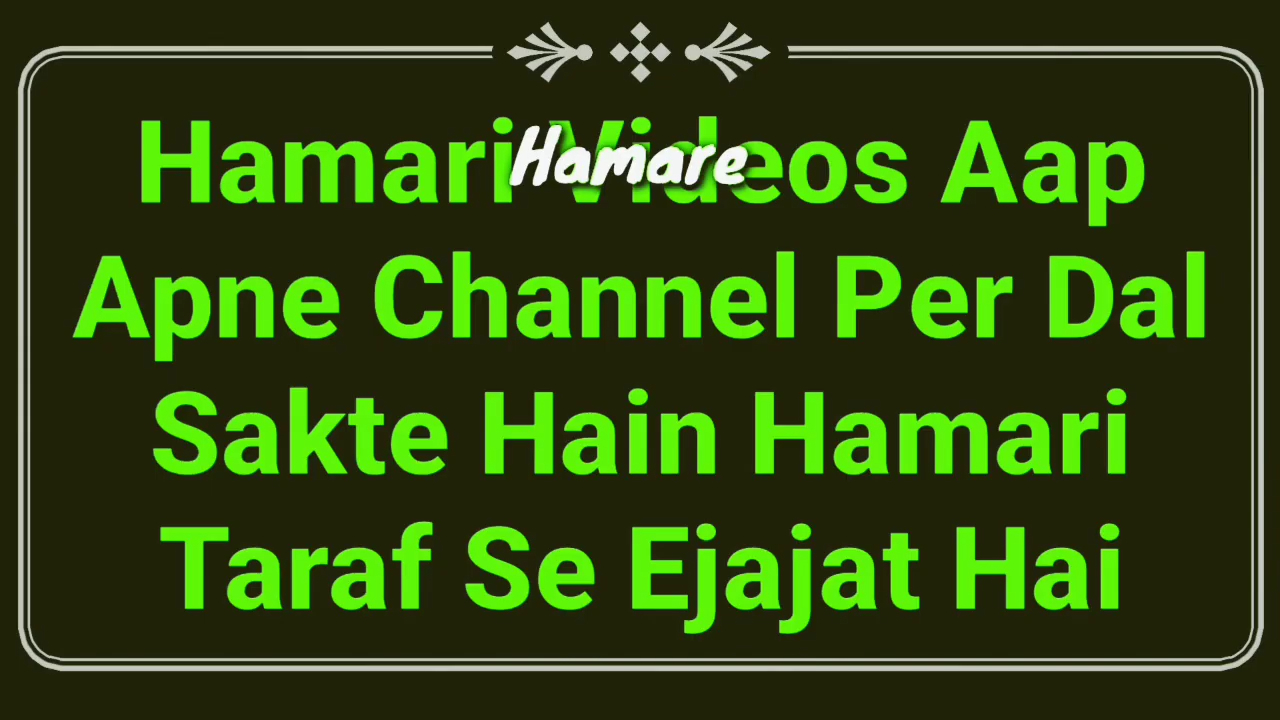 Hamari Videos Aap
Hamare
Apne Channel Per Dal
Sakte Hain Hamari
Taraf Se Ejajat Hai